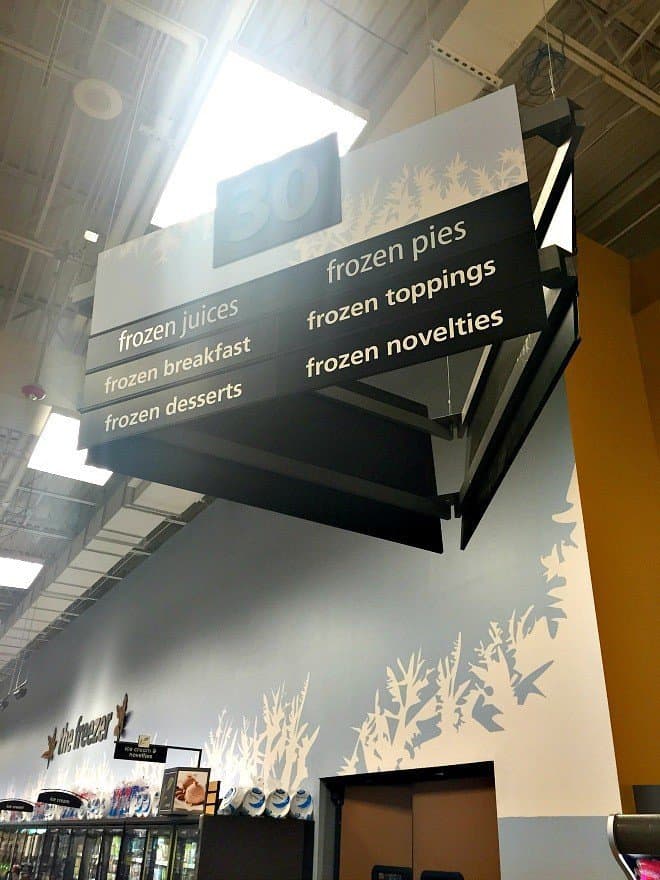 30
frozen juices
frozen breakfast
frozen desserts
frozen pies
frozen toppings
frozen novelties
the freezer
ice cream &
novelties